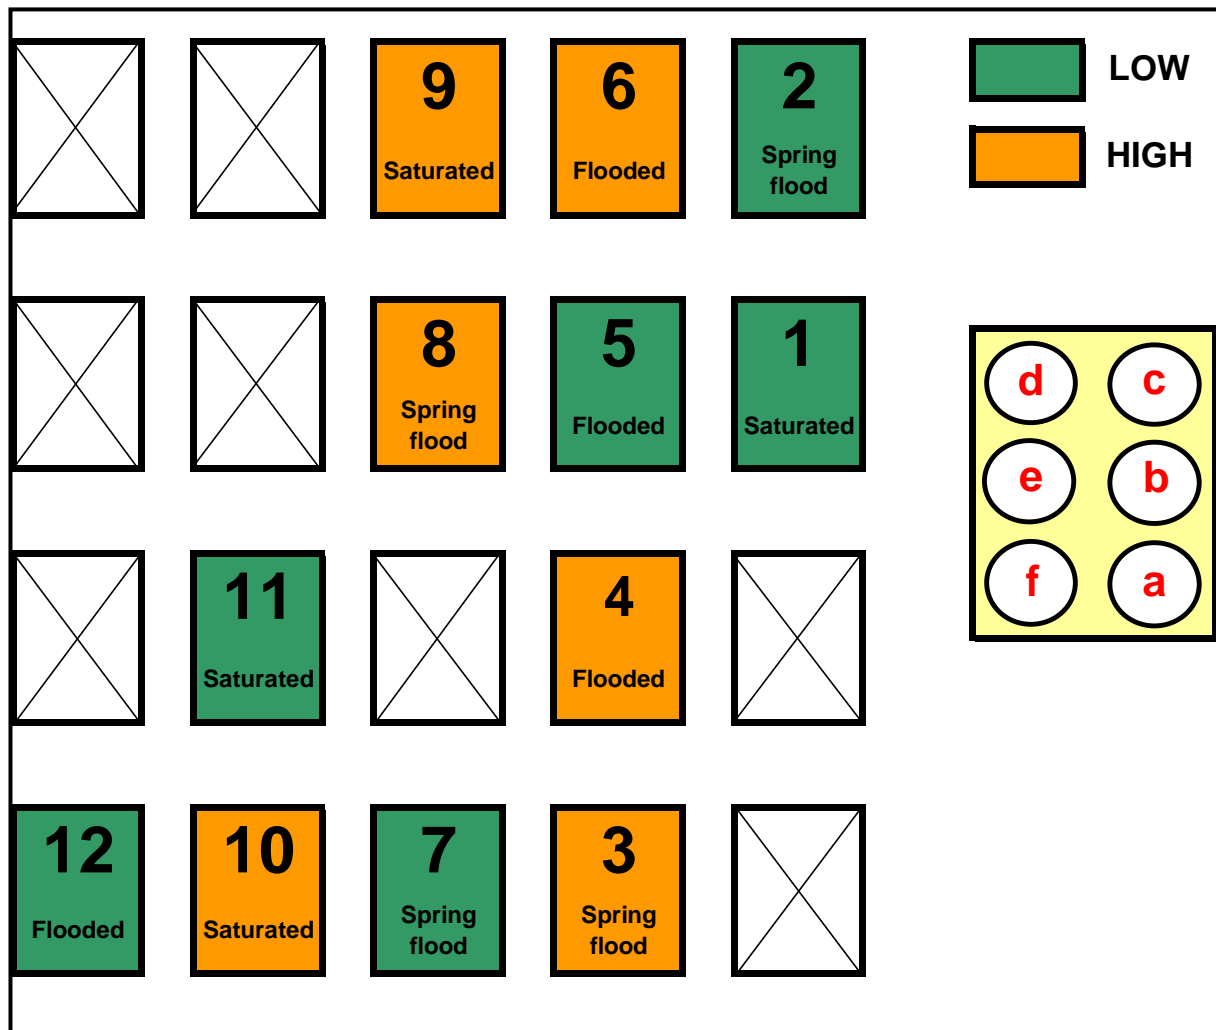 9
Saturated
6
Flooded
2
Spring
flood
LOW
HIGH
8
Spring
flood
5
Flooded
1
Saturated
d c
e b
f a
11
Saturated
4
Flooded
12
Flooded
10
Saturated
7
Spring
flood
3
Spring
flood